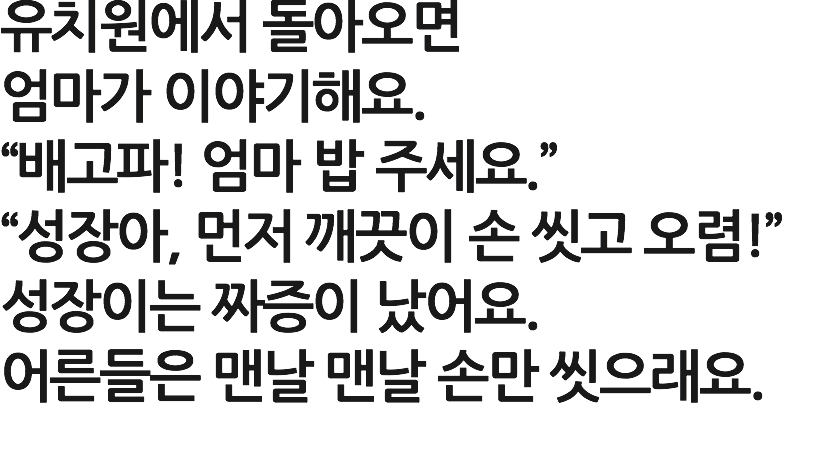 유치원에서 돌아오면
엄마가 이야기해요.
“배고파! 엄마 밥 주세요.”
“성장아, 먼저 깨끗이 손 씻고 오렴!”
성장이는 짜증이 났어요.
어른들은 맨날 맨날 손만 씻으래요.